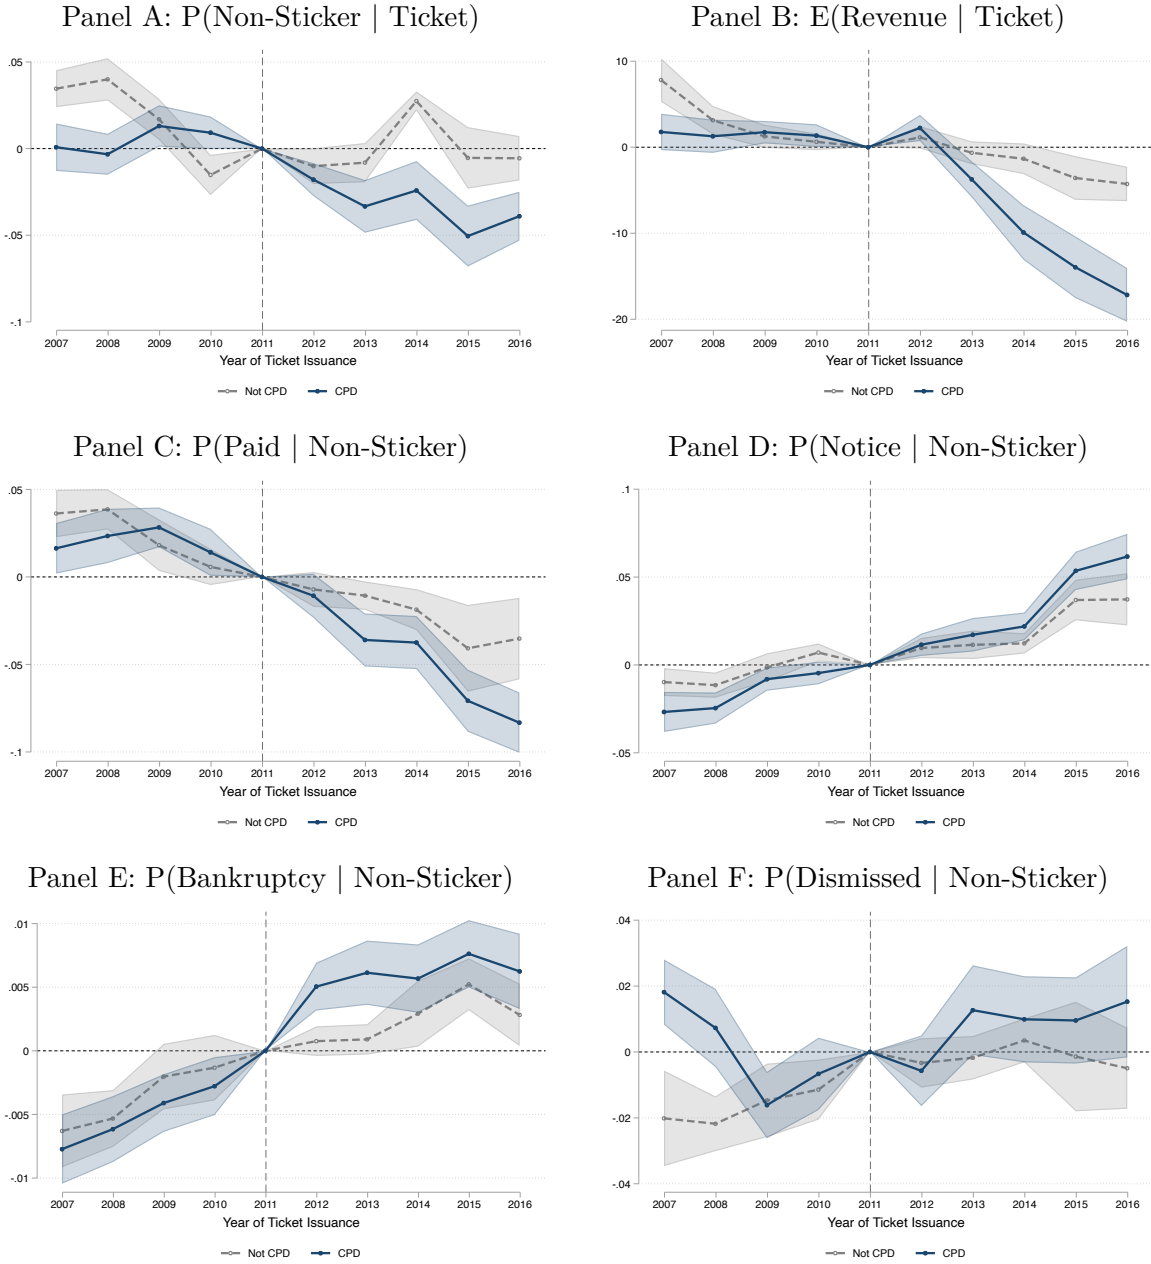 Panel A: P(Non-Sticker | Ticket)
.05
0
-.05
-.1
2007 2008 2009 2010 2011 2012 2013 2014 2015 2016
Year of Ticket Issuance
Not CPD CPD
Panel B: E(Revenue | Ticket)
10
0
-10
-20
2007 2008 2009 2010 2011 2012 2013 2014 2015 2016
Year of Ticket Issuance
Not CPD CPD
Panel C: P(Paid | Non-Sticker)
.05
0
-.05
-.1
2007 2008 2009 2010 2011 2012 2013 2014 2015 2016
Year of Ticket Issuance
Not CPD CPD
Panel D: P(Notice | Non-Sticker)
.1
.05
0
-.05
2007 2008 2009 2010 2011 2012 2013 2014 2015 2016
Year of Ticket Issuance
Not CPD CPD
Panel E: P(Bankruptcy | Non-Sticker)
.01
.005
0
-.005
-.01
2007 2008 2009 2010 2011 2012 2013 2014 2015 2016
Year of Ticket Issuance
Not CPD CPD
Panel F: P(Dismissed | Non-Sticker)
.04
.02
0
-.02
-.04
2007 2008 2009 2010 2011 2012 2013 2014 2015 2016
Year of Ticket Issuance
Not CPD CPD